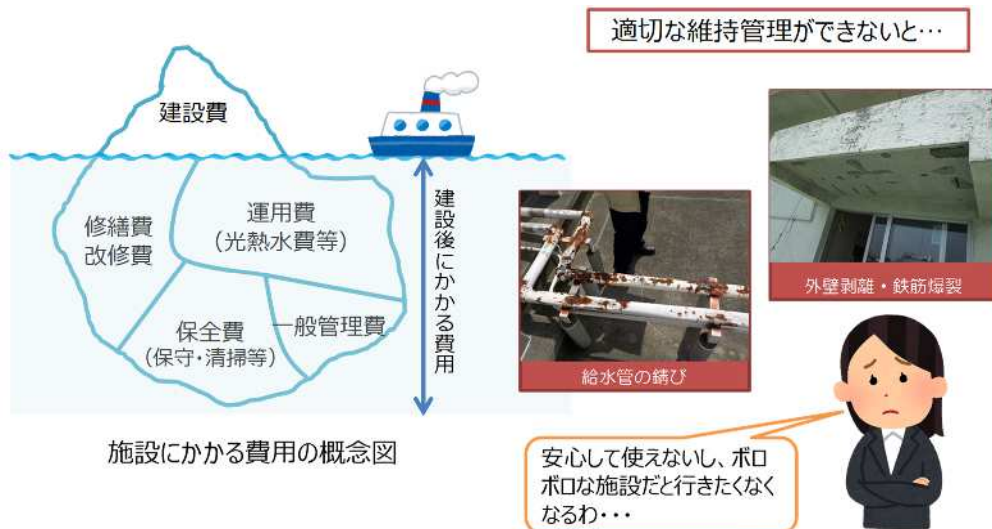 適切な維持管理ができないと…
建設費
修繕費
改修費
運用費
（光熱水費等）
保全費
（保守・清掃等）
一般管理費
建設後にかかる費用
施設にかかる費用の概念図
外壁剥離・鉄筋爆裂
給水管の錆び
安心して使えないし、ボロ
ボロな施設だと行きたくなく
なるわ・・・